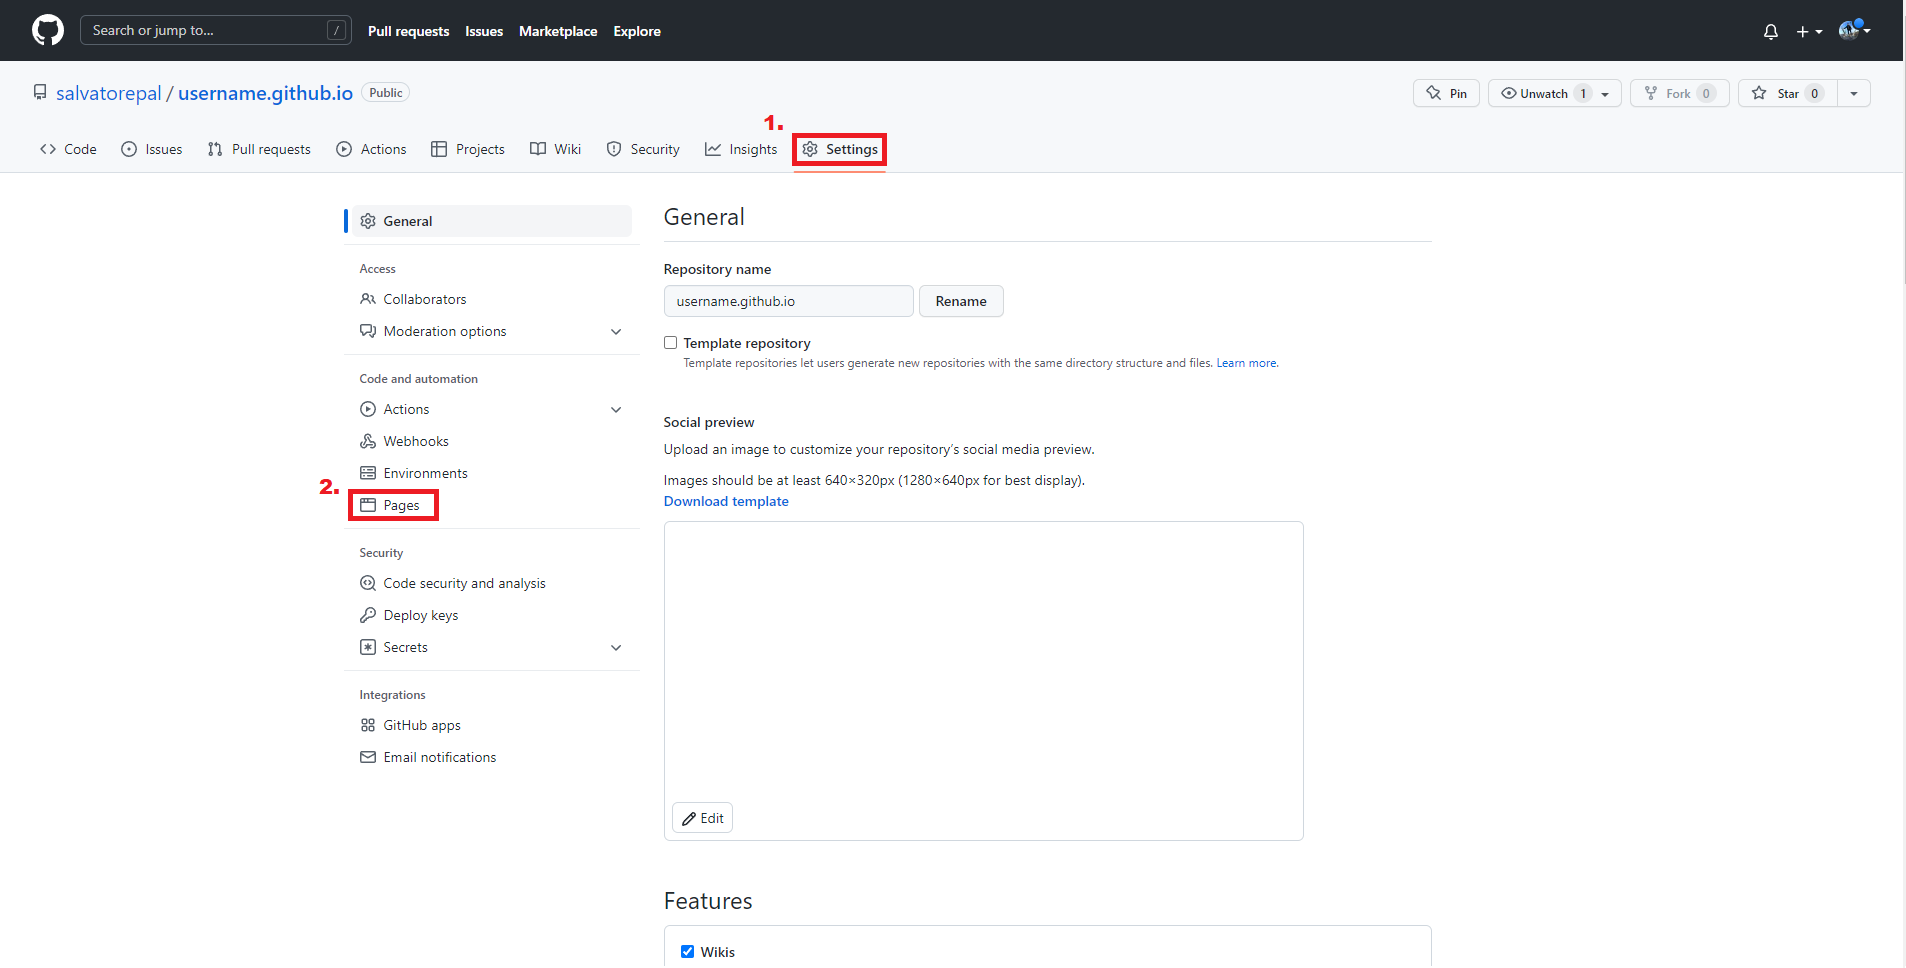 Search or jump to... /
Pull requests Issues Marketplace Explore
salvatorepal / username.github.io Public
Pin Unwatch 1 Fork 0 Star 0
1.
Code Issues Pull requests Actions Projects Wiki Security Insights Settings
General
Access
Collaborators
Moderation options
Code and automation
Actions
Webhooks
Environments
2.
Pages
Security
Code security and analysis
Deploy keys
Secrets
Integrations
GitHub apps
Email notifications
General
Repository name
username.github.io Rename
Template repository
Template repositories let users generate new repositories with the same directory structure and files. Learn more.
Social preview
Upload an image to customize your repository’s social media preview.
Images should be at least 640×320px (1280×640px for best display).
Download template
Edit
Features
Wikis